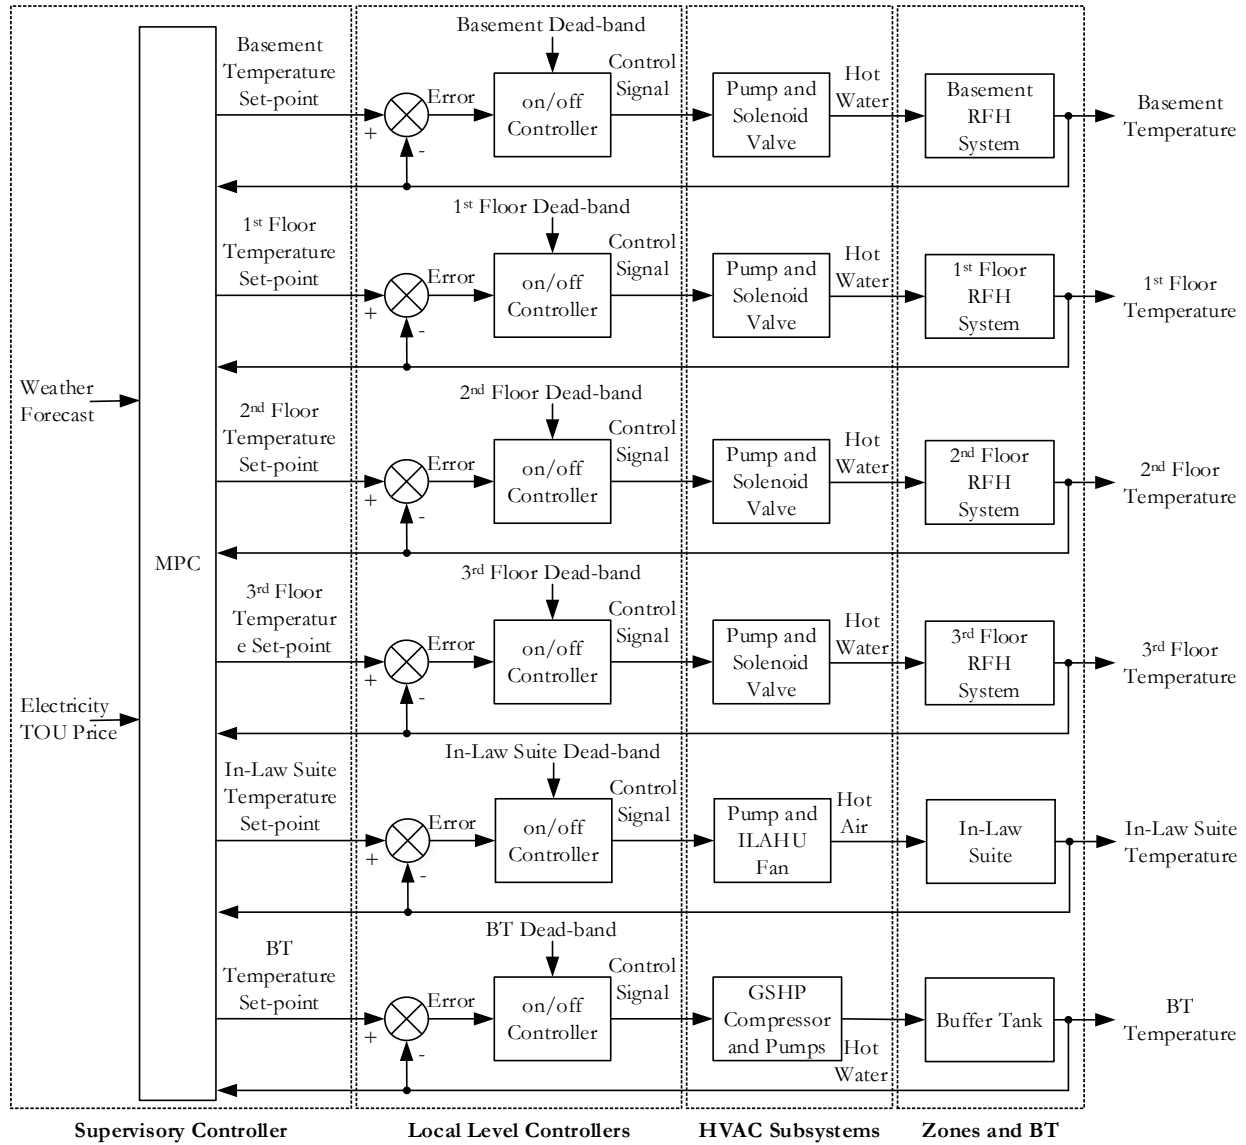 Basement Dead-band
Basement
Temperature
Set-point
+
-
Error
on/off
Controller
Control
Signal
Pump and
Solenoid
Valve
Hot
Water
Basement
RFH
System
Basement
Temperature
1st Floor Dead-band
1st Floor
Temperature
Set-point
+
-
Error
on/off
Controller
Control
Signal
Pump and
Solenoid
Valve
Hot
Water
1st Floor
RFH
System
1st Floor
Temperature
Weather
Forecast
2nd Floor Dead-band
2nd Floor
Temperature
Set-point
+
-
Error
on/off
Controller
Control
Signal
Pump and
Solenoid
Valve
Hot
Water
2nd Floor
RFH
System
2nd Floor
Temperature
MPC
3rd Floor Dead-band
3rd Floor
Temperatur
e Set-point
+
-
Error
on/off
Controller
Control
Signal
Pump and
Solenoid
Valve
Hot
Water
3rd Floor
RFH
System
3rd Floor
Temperature
Electricity
TOU Price
In-Law Suite Dead-band
In-Law Suite
Temperature
Set-point
+
-
Error
on/off
Controller
Control
Signal
Pump and
ILAHU
Fan
Hot
Air
In-Law
Suite
In-Law Suite
Temperature
BT Dead-band
BT
Temperature
Set-point
+
-
Error
on/off
Controller
Control
Signal
GSHP
Compressor
and Pumps
Hot
Water
Buffer Tank
BT
Temperature
Supervisory Controller
Local Level Controllers
HVAC Subsystems
Zones and BT